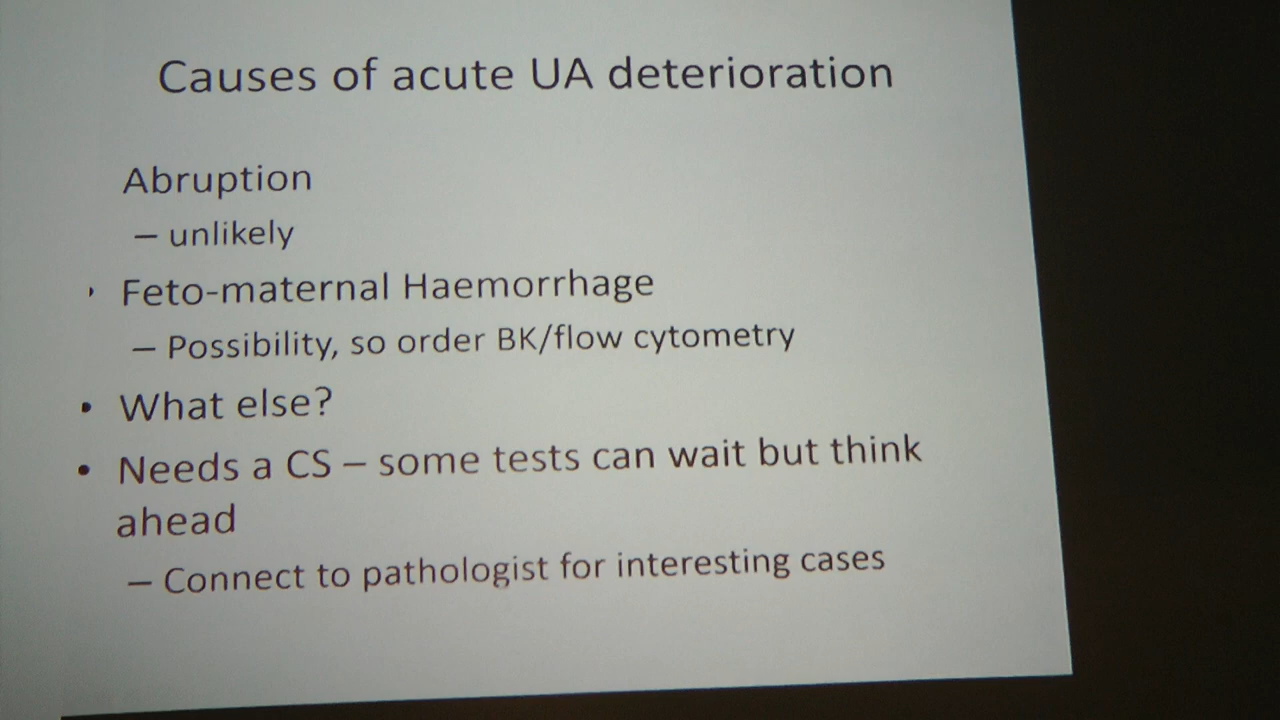 Causes of acute UA deterioration
Abruption
– unlikely
• Feto-maternal Haemorrhage
– Possibility, so order BK/flow cytometry
• What else?
• Needs a CS – some tests can wait but think
ahead
– Connect to pathologist for interesting cases